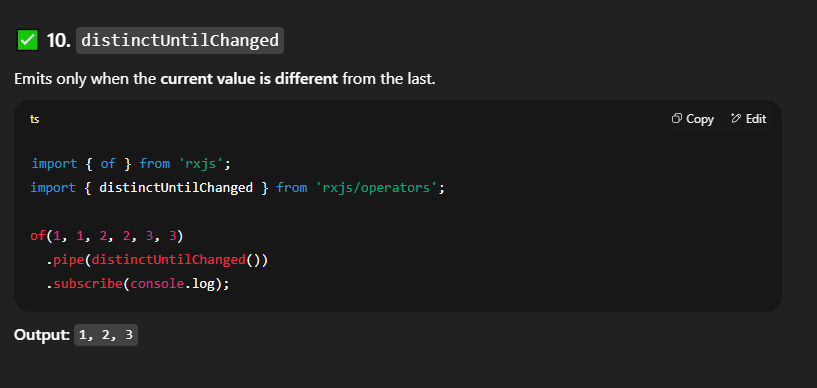 ✅ 10. distinctUntilChanged
Emits only when the current value is different from the last.
ts
Copy
Edit
import { of } from 'rxjs';
import { distinctUntilChanged } from 'rxjs/operators';
of(1, 1, 2, 2, 3, 3)
  .pipe(distinctUntilChanged())
  .subscribe(console.log);
Output: 1, 2, 3